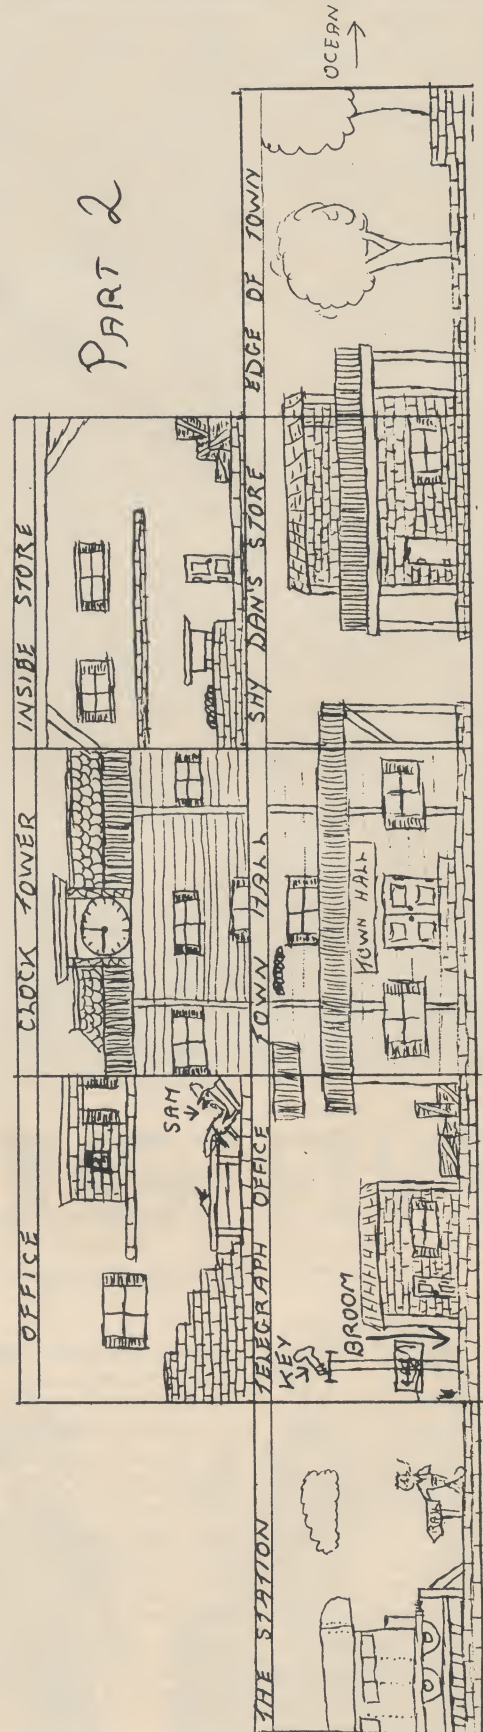 PART 2
OFFICE
CLOCK TOWER
INSIDE STORE
SAM
THE STATION
TELEGRAPH OFFICE
TOWN HALL
SHY DAN'S STORE
EDGE OF TOWN
OCEAN
KEY
BROOM
TOWN HALL